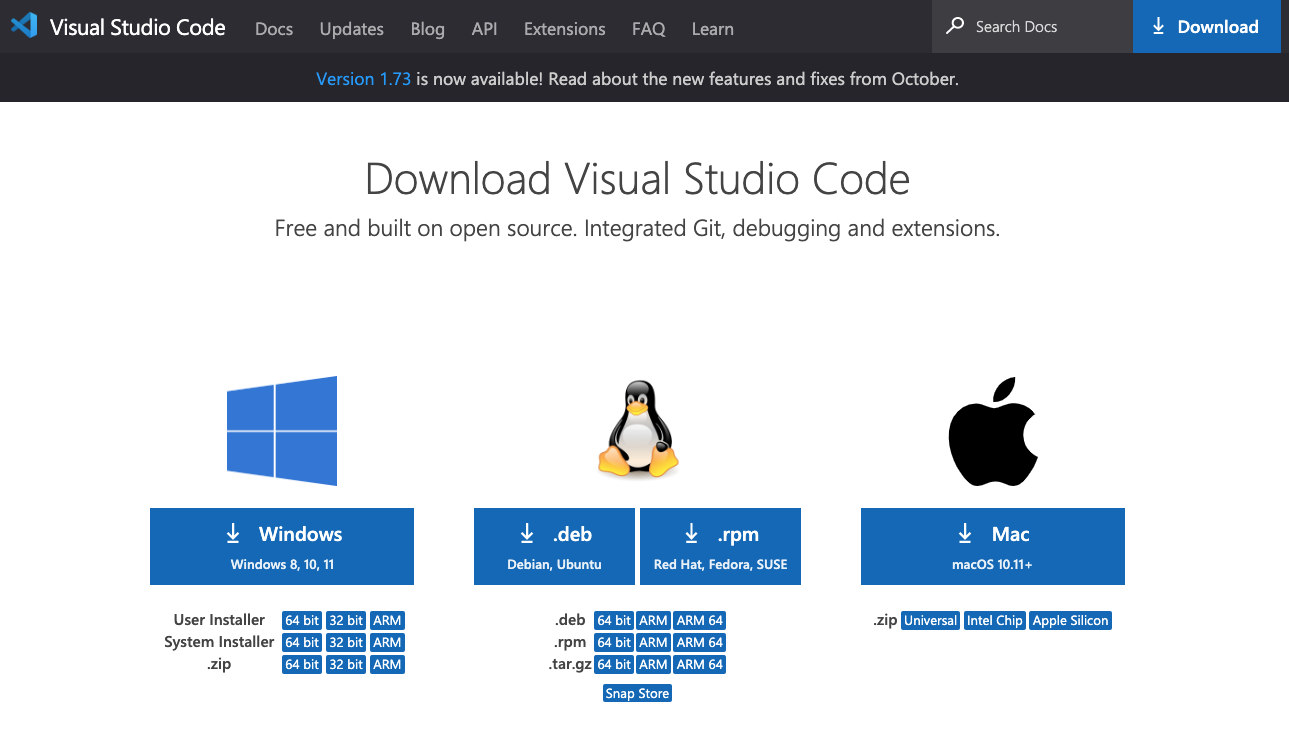 Visual Studio Code Docs Updates Blog API Extensions FAQ Learn Search Docs Download
Version 1.73 is now available! Read about the new features and fixes from October.
Download Visual Studio Code
Free and built on open source. Integrated Git, debugging and extensions.
Windows
Windows 8, 10, 11
User Installer 64 bit 32 bit ARM
System Installer 64 bit 32 bit ARM
.zip 64 bit 32 bit ARM
.deb
Debian, Ubuntu
.rpm
Red Hat, Fedora, SUSE
.deb 64 bit ARM ARM 64
.rpm 64 bit ARM ARM 64
.tar.gz 64 bit ARM ARM 64
Snap Store
Mac
macOS 10.11+
.zip Universal Intel Chip Apple Silicon